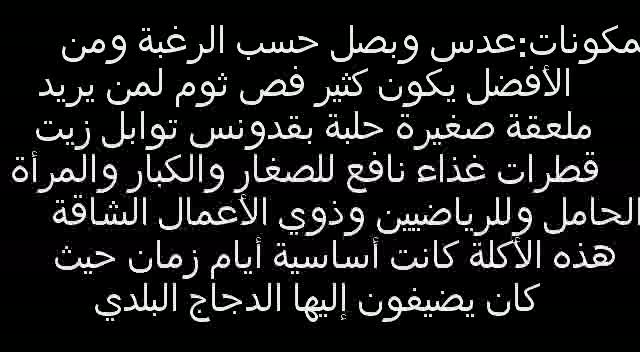 مكونات:عدس وبصل حسب الرغبة ومن
الأفضل يكون كثير فص ثوم لمن يريد
ملعقة صغيرة حلبة بقدونس توابل زيت
قطرات غذاء نافع للصغار والكبار والمرأة
الحامل وللرياضيين وذوي الأعمال الشاقة
هذه الأكلة كانت أساسية أيام زمان حيث
كان يضيفون إليها الدجاج البلدي